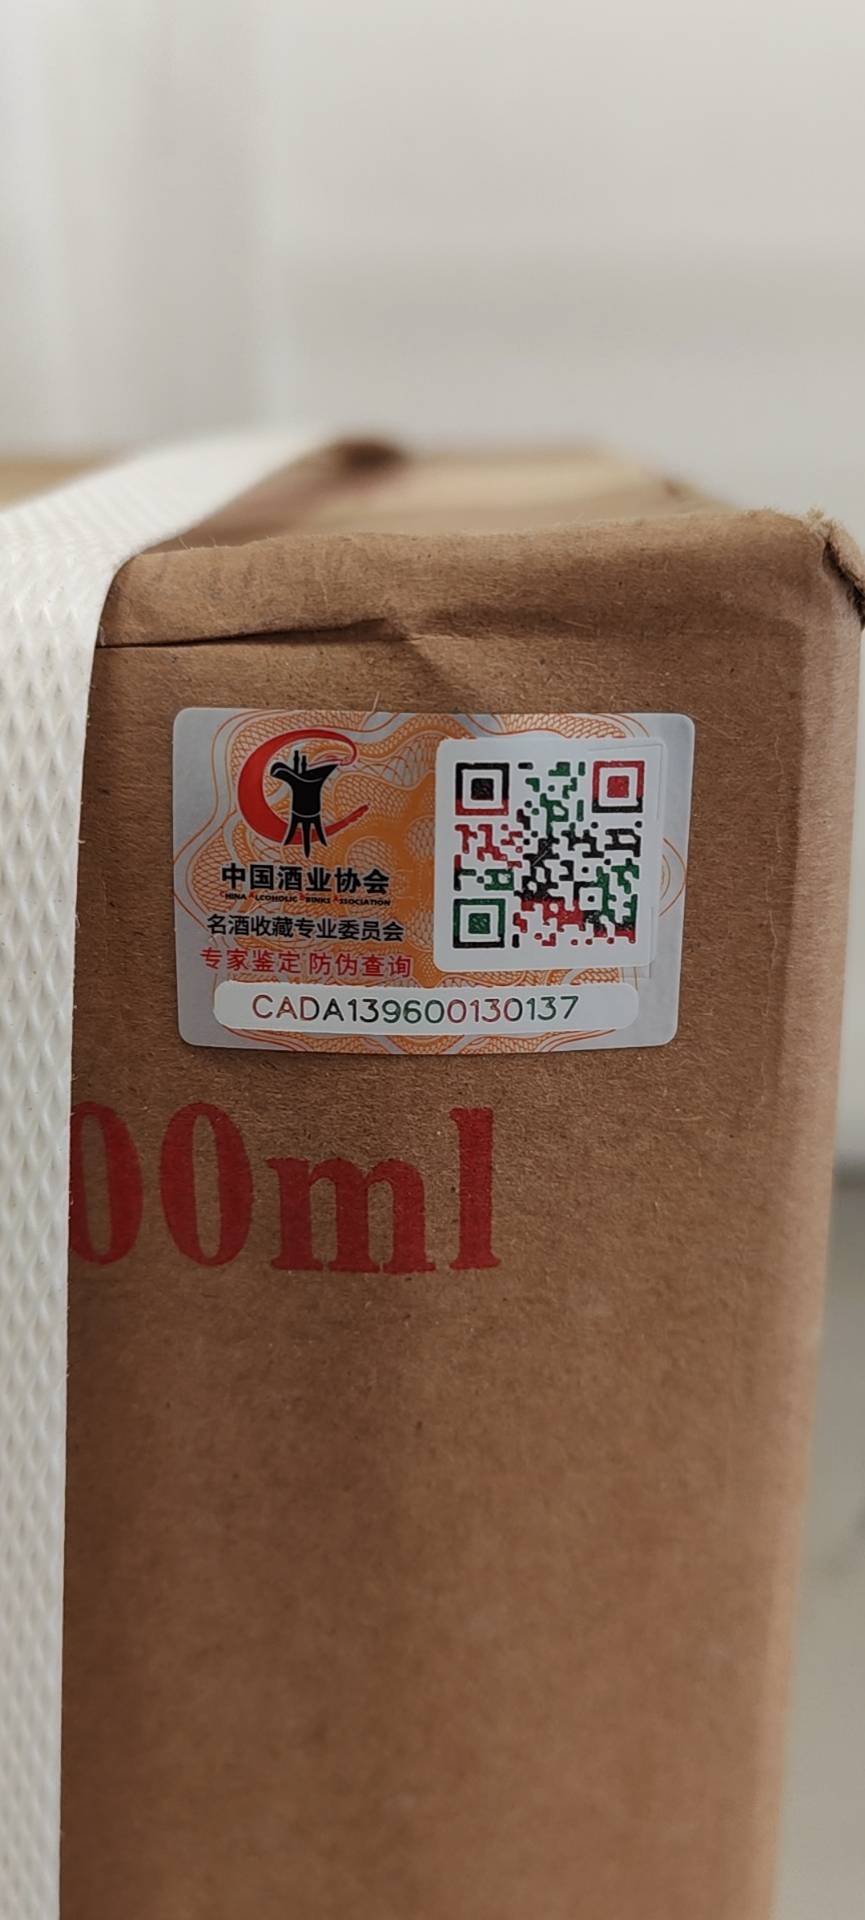 中国酒业协会
CHINA ALCOHOLIC DRINKS ASSOCIATION
名酒收藏专业委员会
专家鉴定 防伪查询
CADA139600130137
00ml